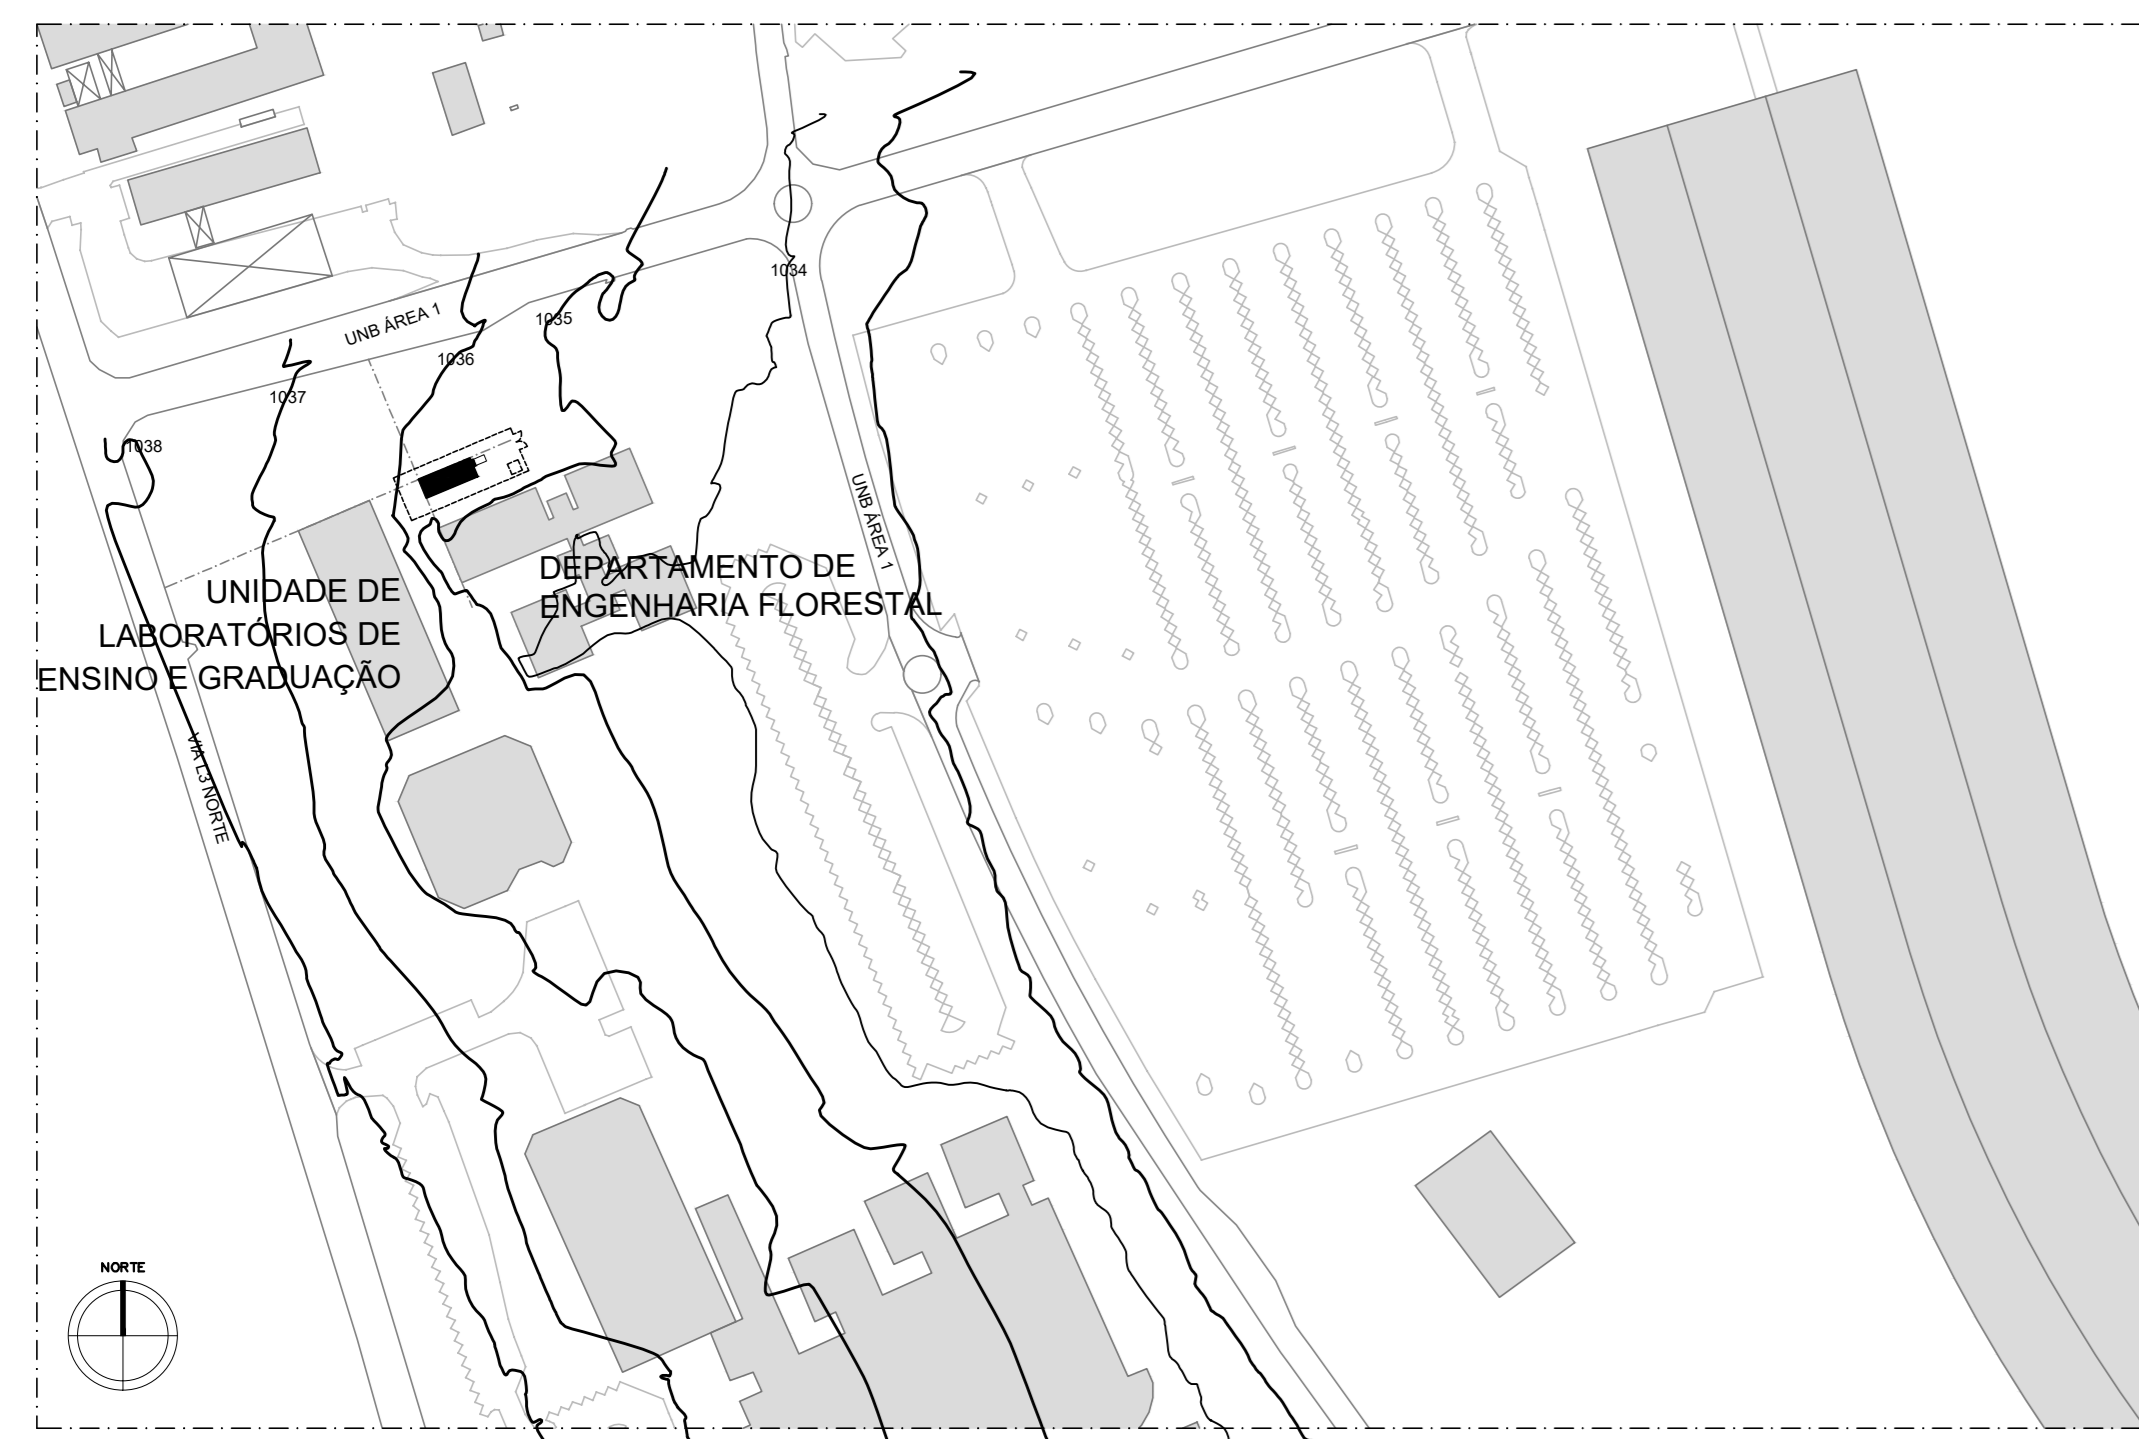 1034
UNB ÁREA 1
1035
1036
1037
1038
UNB ÁREA 1
DEPARTAMENTO DE
ENGENHARIA FLORESTAL
UNIDADE DE
LABORATÓRIOS DE
ENSINO E GRADUAÇÃO
VIA L3 NORTE
NORTE